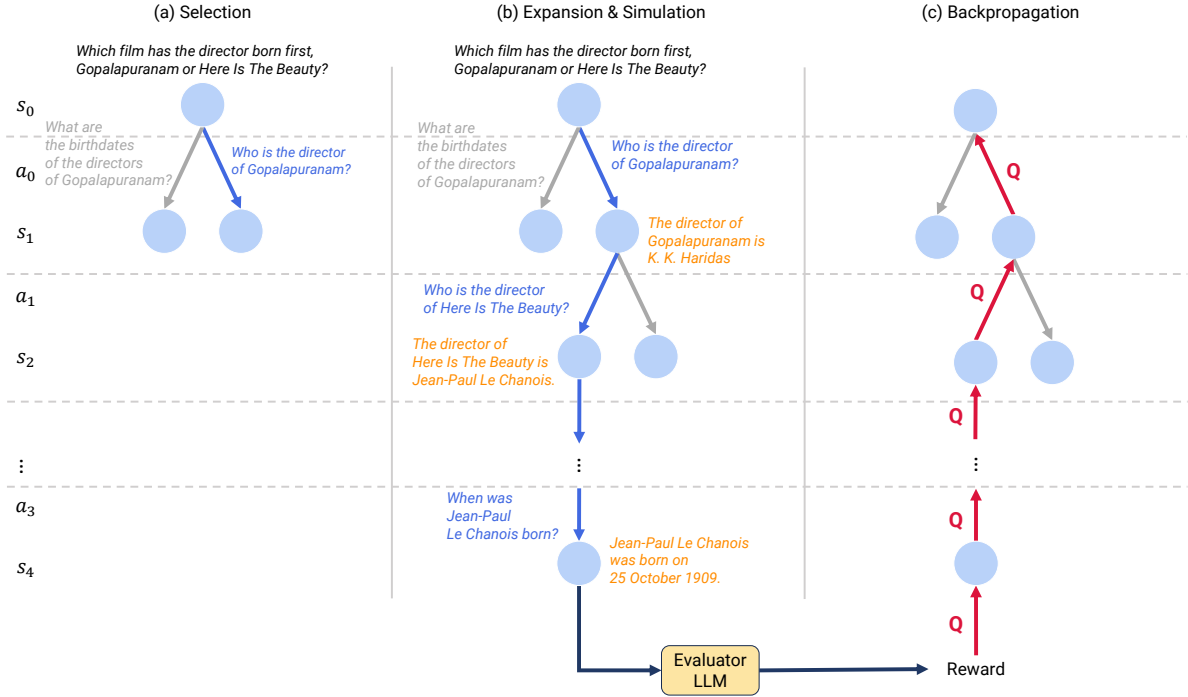 (a) Selection
(b) Expansion & Simulation
(c) Backpropagation
Which film has the director born first,
Gopalapuranam or Here Is The Beauty?
Which film has the director born first,
Gopalapuranam or Here Is The Beauty?
s0
What are
the birthdates
of the directors
of Gopalapuranam?
Who is the director
of Gopalapuranam?
What are
the birthdates
of the directors
of Gopalapuranam?
Who is the director
of Gopalapuranam?
a0
Q
s1
The director of
Gopalapuranam is
K. K. Haridas
a1
Who is the director
of Here Is The Beauty?
Q
s2
The director of
Here Is The Beauty is
Jean-Paul Le Chanois.
Q
⋮
⋮
⋮
a3
When was
Jean-Paul
Le Chanois born?
Q
s4
Jean-Paul Le Chanois
was born on
25 October 1909.
Q
Evaluator
LLM
Reward